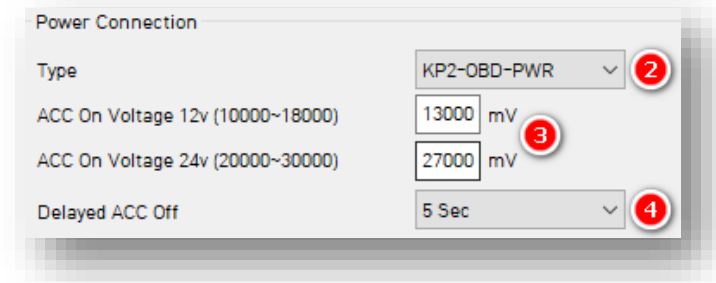 Power Connection
Type KP2-OBD-PWR 2
ACC On Voltage 12v (10000~18000) 13000 mV
3
ACC On Voltage 24v (20000~30000) 27000 mV
Delayed ACC Off 5 Sec 4